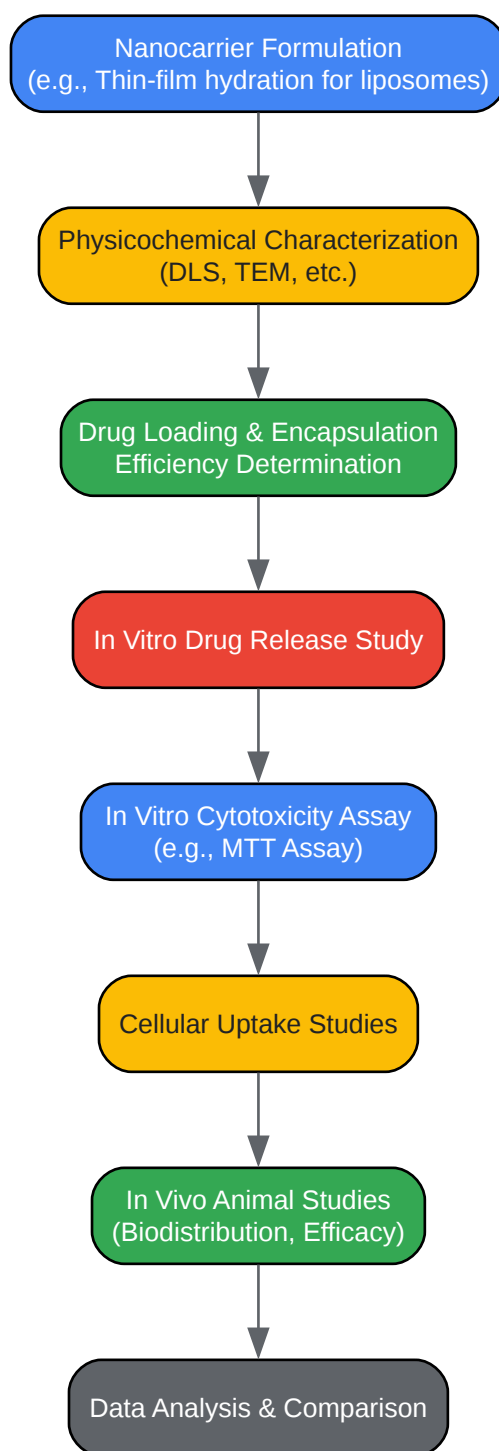 Nanocarrier Formulation
(e.g., Thin-film hydration for liposomes)
Physicochemical Characterization
(DLS, TEM, etc.)
Drug Loading & Encapsulation
Efficiency Determination
In Vitro Drug Release Study
In Vitro Cytotoxicity Assay
(e.g., MTT Assay)
Cellular Uptake Studies
In Vivo Animal Studies
(Biodistribution, Efficacy)
Data Analysis & Comparison